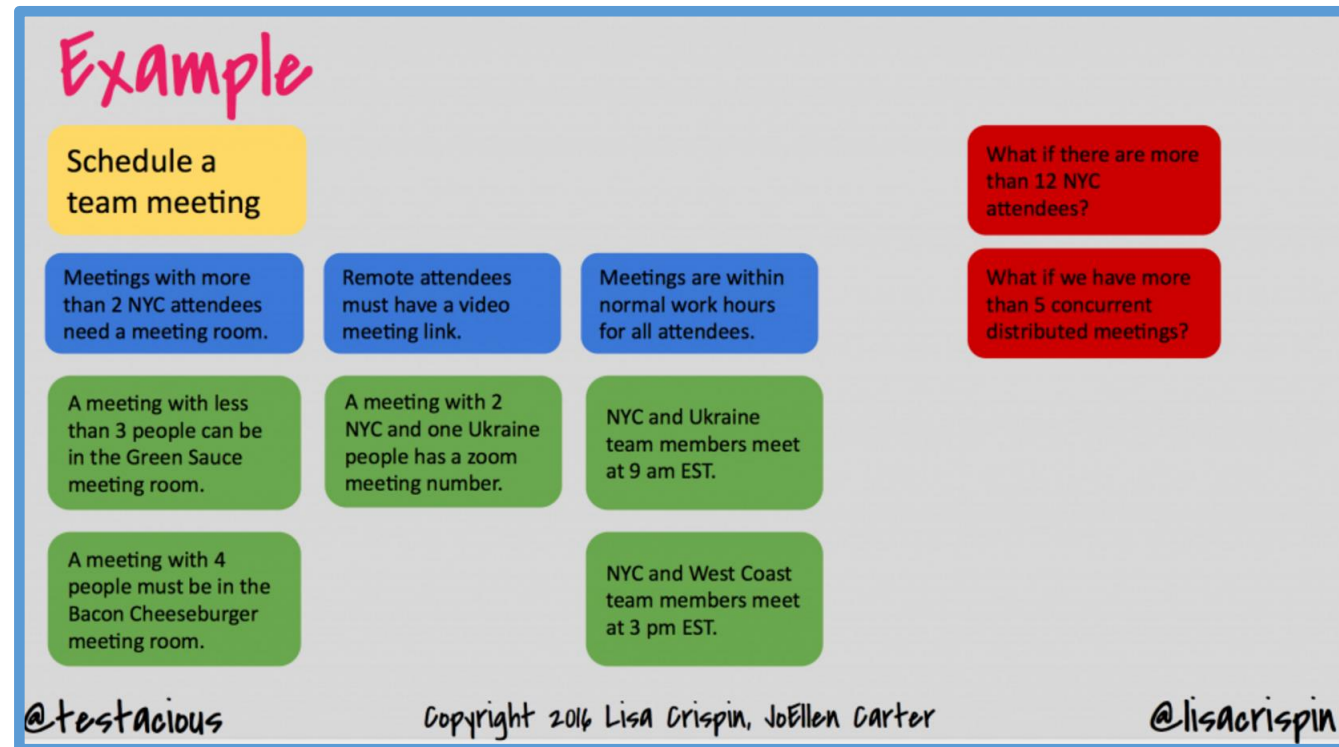 Example
Schedule a
team meeting
What if there are more
than 12 NYC
attendees?
Meetings with more
than 2 NYC attendees
need a meeting room.
Remote attendees
must have a video
meeting link.
Meetings are within
normal work hours
for all attendees.
What if we have more
than 5 concurrent
distributed meetings?
A meeting with less
than 3 people can be
in the Green Sauce
meeting room.
A meeting with 2
NYC and one Ukraine
people has a zoom
meeting number.
NYC and Ukraine
team members meet
at 9 am EST.
A meeting with 4
people must be in the
Bacon Cheeseburger
meeting room.
NYC and West Coast
team members meet
at 3 pm EST.
@testacious
Copyright 2016 Lisa Crispin, JoEllen Carter
@lisacrispin